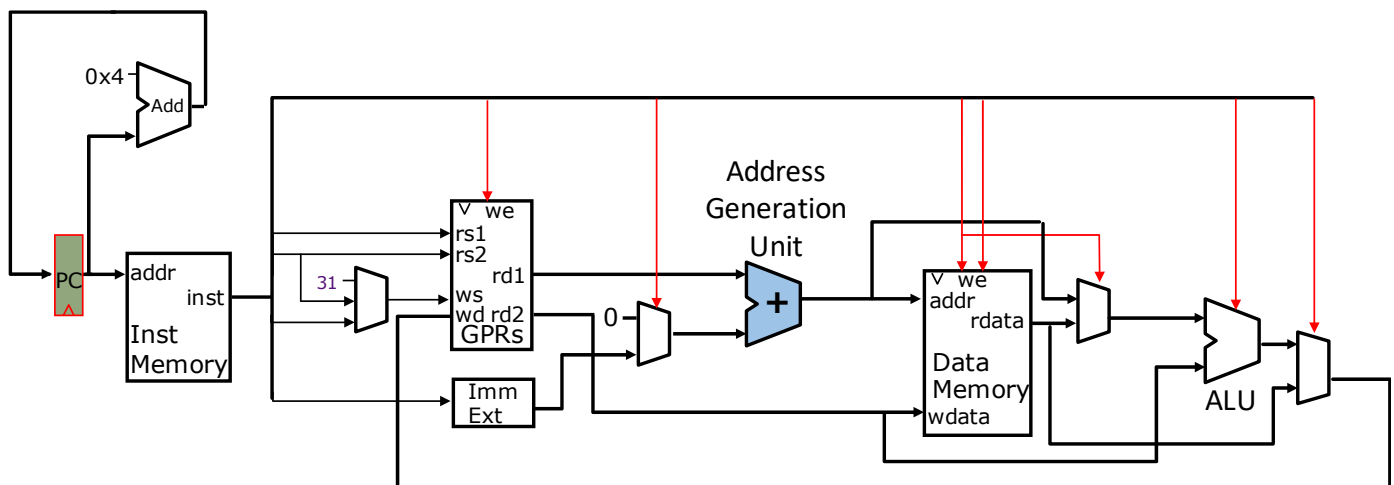 0x4
Add
PC
addr
inst
Inst
Memory
31
we
rs1
rs2
rd1
ws
wd rd2
GPRs
Imm
Ext
0
Address
Generation
Unit
+
we
addr
rdata
Data
Memory
wdata
ALU